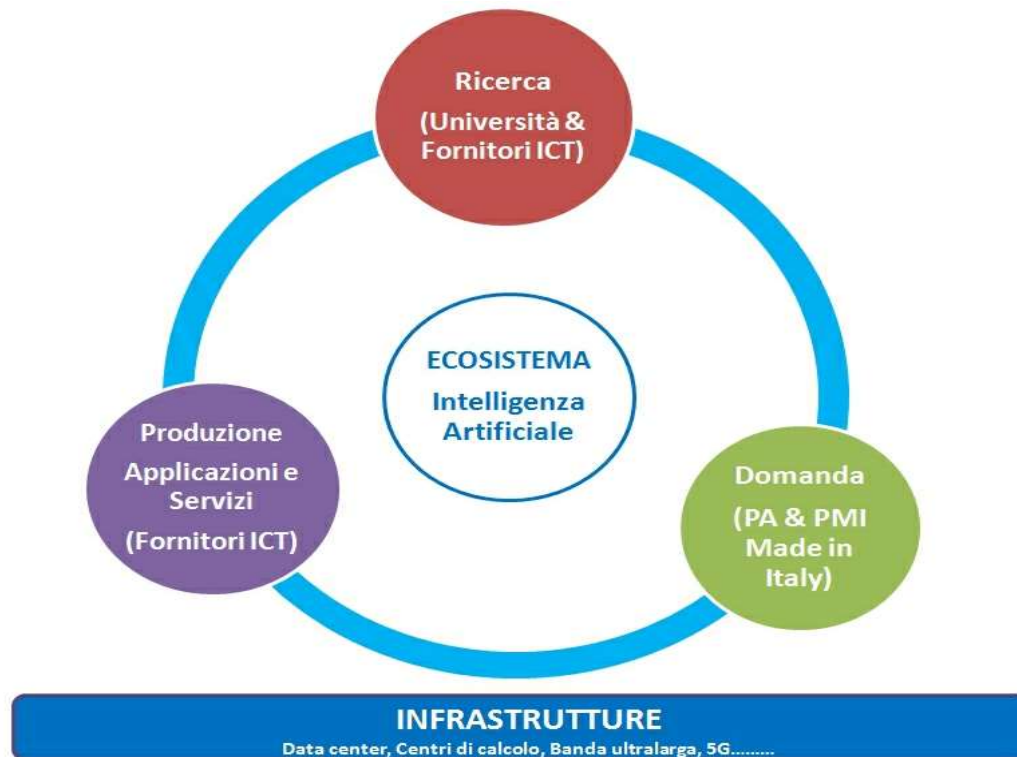 Ricerca
(Università &
Fornitori ICT)
ECOSISTEMA
Intelligenza
Artificiale
Produzione
Applicazioni e
Servizi
(Fornitori ICT)
Domanda
(PA & PMI
Made in
Italy)
INFRASTRUTTURE
Data center, Centri di calcolo, Banda ultralarga, 5G.........